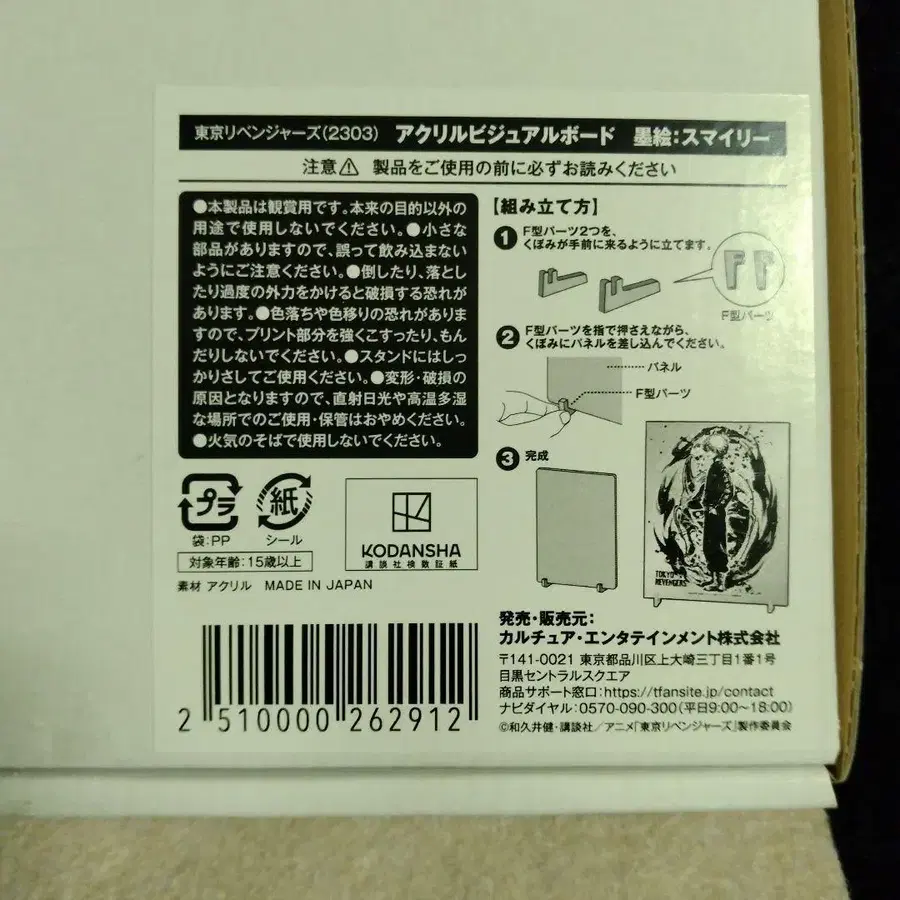 東京リベンジャーズ(2303) アクリルビジュアルボード 墨絵:スマイリー
注意⚠ 製品をご使用の前に必ずお読みください
●本製品は観賞用です。本来の目的以外の
用途で使用しないでください。●小さな
部品がありますので、誤って飲み込まない
ようにご注意ください。●倒したり、落とし
たり過度の外力をかけると破損する恐れが
あります。●色落ちや色移りの恐れがありま
すので、プリント部分を強くこすったり、もん
だりしないでください。●スタンドにはしっ
かりさしてご使用ください。●変形・破損の
原因となりますので、直射日光や高温多湿
な場所でのご使用・保管はおやめください。
●火気のそばで使用しないでください。
プラ
袋:PP
紙
シール
対象年齢:15歳以上
素材 アクリル MADE IN JAPAN
KODANSHA
講談社検数証紙
2 510000 262912
【組み立て方】
1 F型パーツ2つを、
くぼみが手前に来るように立てます。
F型パーツ
2 F型パーツを指で押さえながら、
くぼみにパネルを差し込んでください。
パネル
F型パーツ
3 完成
TOKYO
REVENGERS
発売・販売元:
カルチュア・エンタテインメント株式会社
〒141-0021 東京都品川区上大崎三丁目1番1号
目黒セントラルスクエア
商品サポート窓口:https://tfansite.jp/contact
ナビダイヤル:0570-090-300(平日9:00~18:00)
©和久井健・講談社/アニメ「東京リベンジャーズ」製作委員会